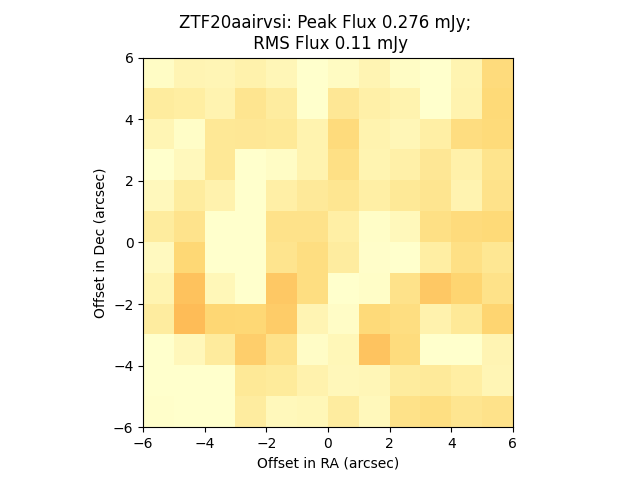 ZTF20aairvsi: Peak Flux 0.276 mJy;
RMS Flux 0.11 mJy
6
4
2
0
−2
−4
−6
Offset in Dec (arcsec)
−6 −4 −2 0 2 4 6
Offset in RA (arcsec)